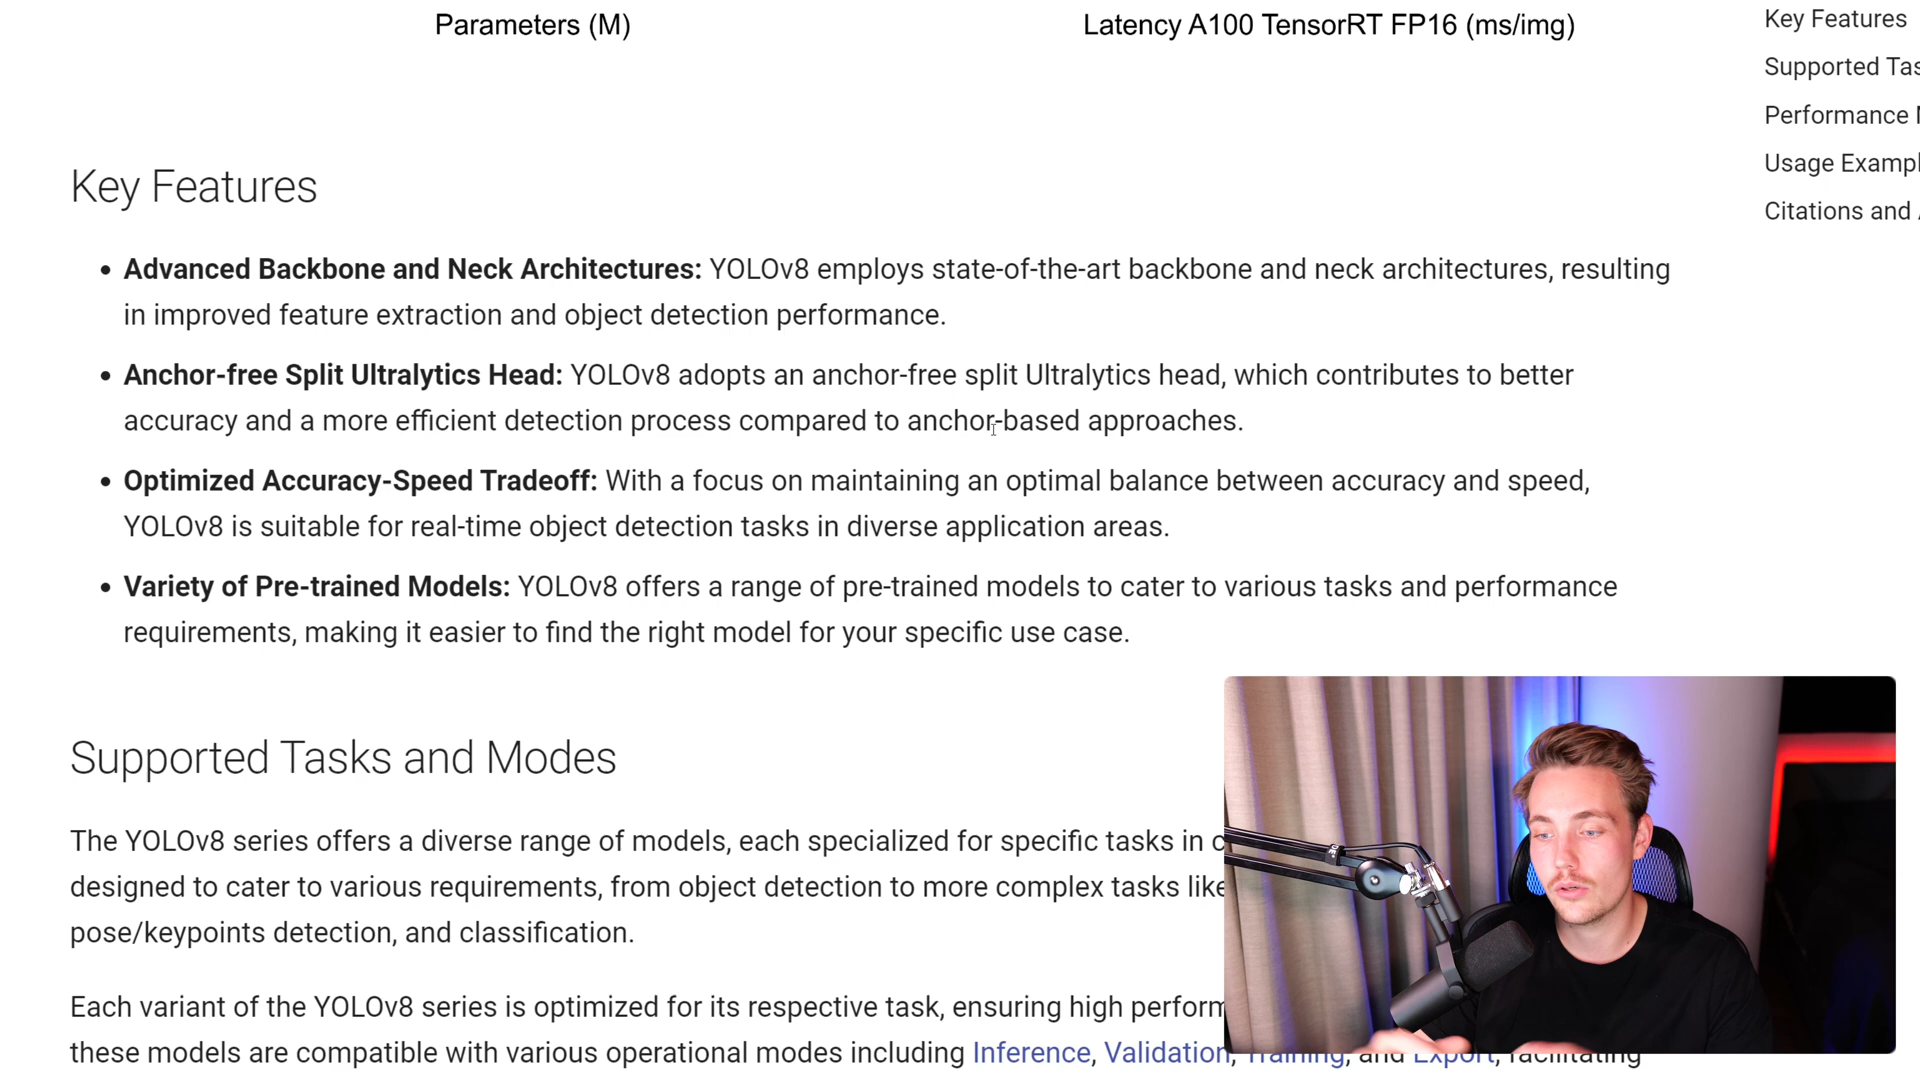 Parameters (M)
Latency A100 TensorRT FP16 (ms/img)
Key Features
Supported
Performance
Usage
Citations and
Key Features
Advanced Backbone and Neck Architectures: YOLOv8 employs state-of-the-art backbone and neck architectures, resulting
in improved feature extraction and object detection performance.
Anchor-free Split Ultralytics Head: YOLOv8 adopts an anchor-free split Ultralytics head, which contributes to better
accuracy and a more efficient detection process compared to anchor-based approaches.
Optimized Accuracy-Speed Tradeoff: With a focus on maintaining an optimal balance between accuracy and speed,
YOLOv8 is suitable for real-time object detection tasks in diverse application areas.
Variety of Pre-trained Models: YOLOv8 offers a range of pre-trained models to cater to various tasks and performance
requirements, making it easier to find the right model for your specific use case.
Supported Tasks and Modes
The YOLOv8 series offers a diverse range of models, each specialized for specific tasks in
designed to cater to various requirements, from object detection to more complex tasks like
pose/keypoints detection, and classification.
Each variant of the YOLOv8 series is optimized for its respective task, ensuring high
these models are compatible with various operational modes including Inference, Validation, Training, and Export, facilitating